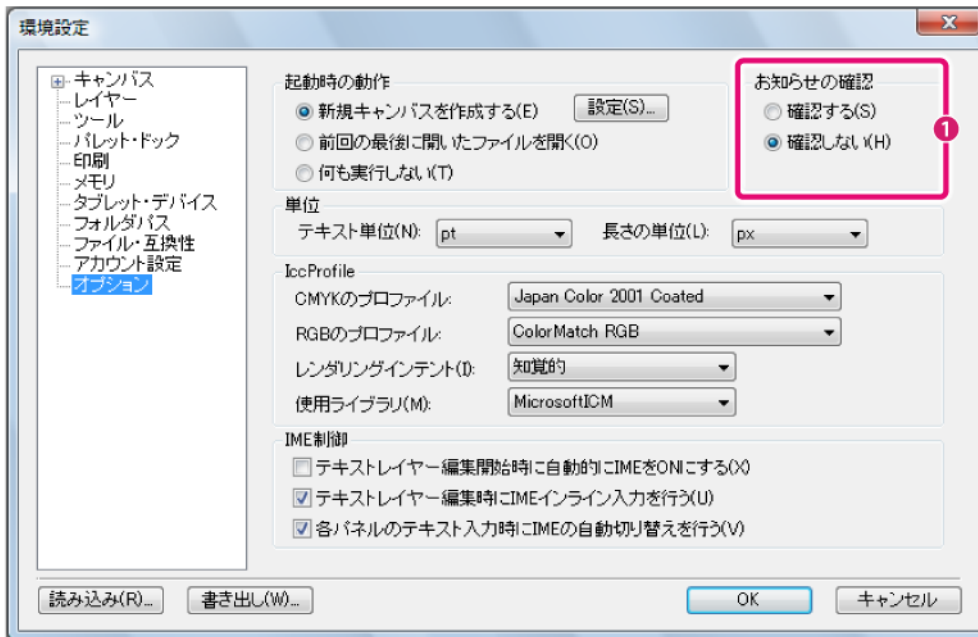 環境設定
キャンバス
レイヤー
ツール
パレット・ドック
印刷
メモリ
タブレット・デバイス
フォルダパス
ファイル・互換性
アカウント設定
オプション
起動時の動作
新規キャンバスを作成する(E)
設定(S)...
前回の最後に開いたファイルを開く(O)
何も実行しない(T)
お知らせの確認
確認する(S)
確認しない(H)
1
単位
テキスト単位(N): pt
長さの単位(L): px
IccProfile
CMYKのプロファイル: Japan Color 2001 Coated
RGBのプロファイル: ColorMatch RGB
レンダリングインテント(I): 知覚的
使用ライブラリ(M): MicrosoftICM
IME制御
テキストレイヤー編集開始時に自動的にIMEをONにする(X)
テキストレイヤー編集時にIMEインライン入力を行う(U)
各パネルのテキスト入力時にIMEの自動切り替えを行う(V)
読み込み(R)...
書き出し(W)...
OK
キャンセル